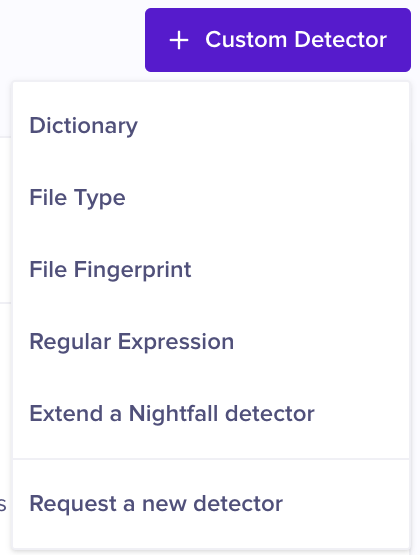 + Custom Detector
Dictionary
File Type
File Fingerprint
Regular Expression
Extend a Nightfall detector
s
Request a new detector